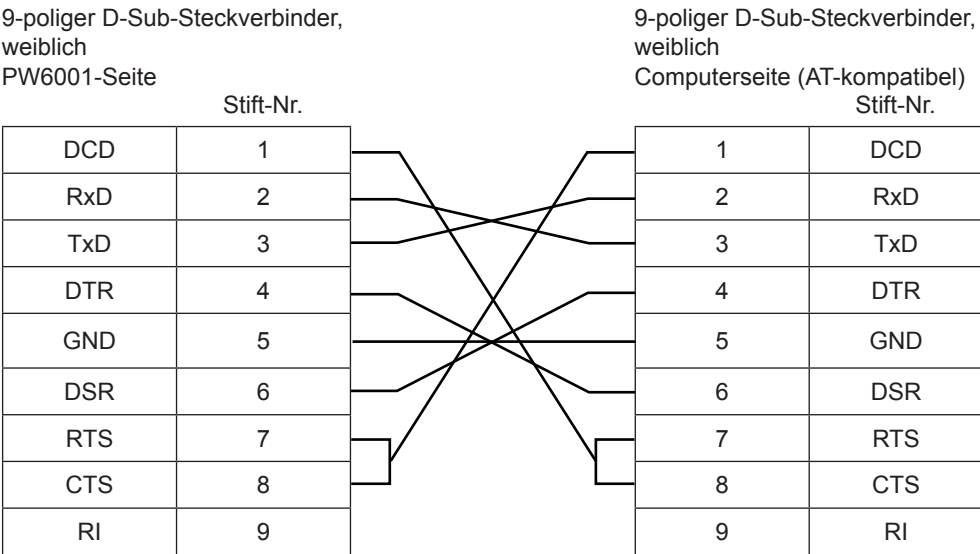 9-poliger D-Sub-Steckverbinder,
weiblich
PW6001-Seite
Stift-Nr.
DCD 1
RxD 2
TxD 3
DTR 4
GND 5
DSR 6
RTS 7
CTS 8
RI 9
9-poliger D-Sub-Steckverbinder,
weiblich
Computerseite (AT-kompatibel)
Stift-Nr.
1 DCD
2 RxD
3 TxD
4 DTR
5 GND
6 DSR
7 RTS
8 CTS
9 RI